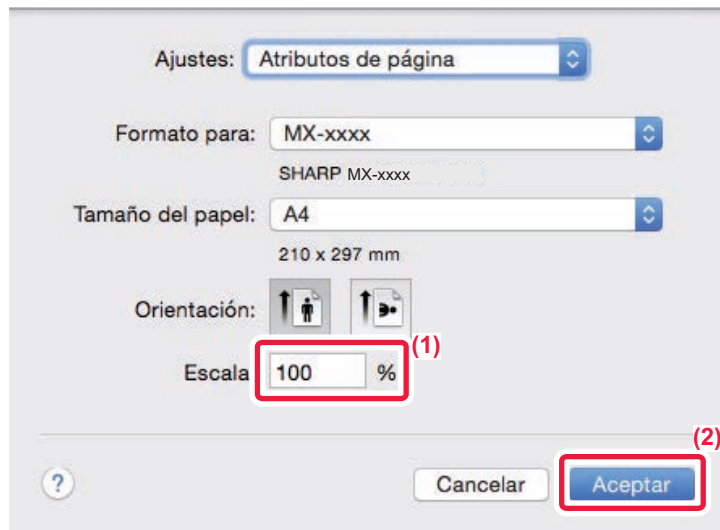 Ajustes: Atributos de página
Formato para: MX-xxxx
SHARP MX-xxxx
Tamaño del papel: A4
210 x 297 mm
Orientación:
(1)
Escala 100 %
(2)
? Cancelar Aceptar